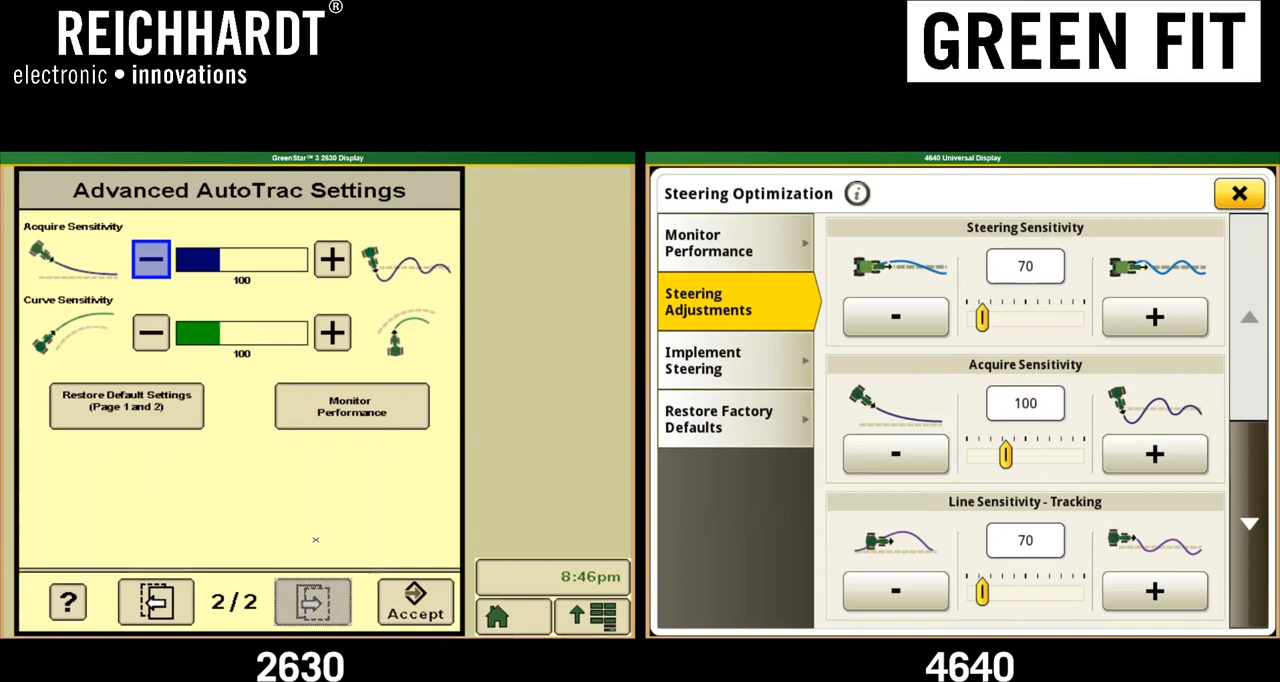 REICHHARDT®
electronic • innovations
GREEN FIT
GreenStar™ 3 2630 Display
Advanced AutoTrac Settings
Acquire Sensitivity
−
+
100
Curve Sensitivity
−
+
100
Restore Default Settings
(Page 1 and 2)
Monitor
Performance
?
2/2
Accept
8:46pm
2630
4640 Universal Display
Steering Optimization
i
×
Monitor
Performance
Steering
Adjustments
Implement
Steering
Restore Factory
Defaults
Steering Sensitivity
70
-
+
Acquire Sensitivity
100
-
+
Line Sensitivity - Tracking
70
-
+
4640